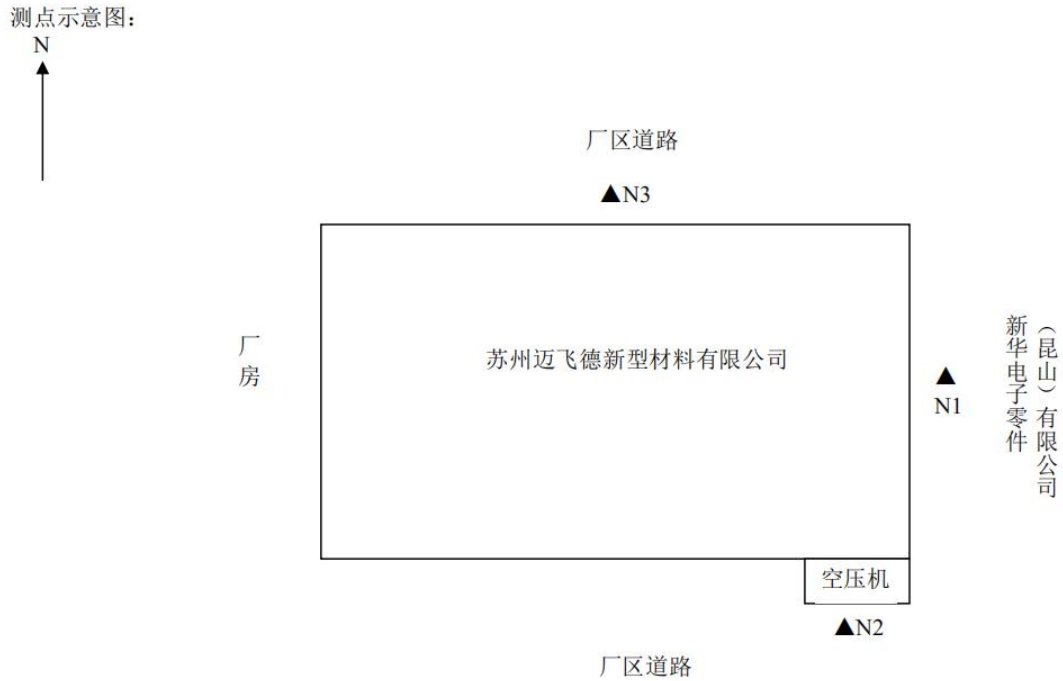 测点示意图：
N
厂区道路
▲N3
厂房
苏州迈飞德新型材料有限公司
▲
N1
新华电子零件
（昆山）有限公司
空压机
▲N2
厂区道路